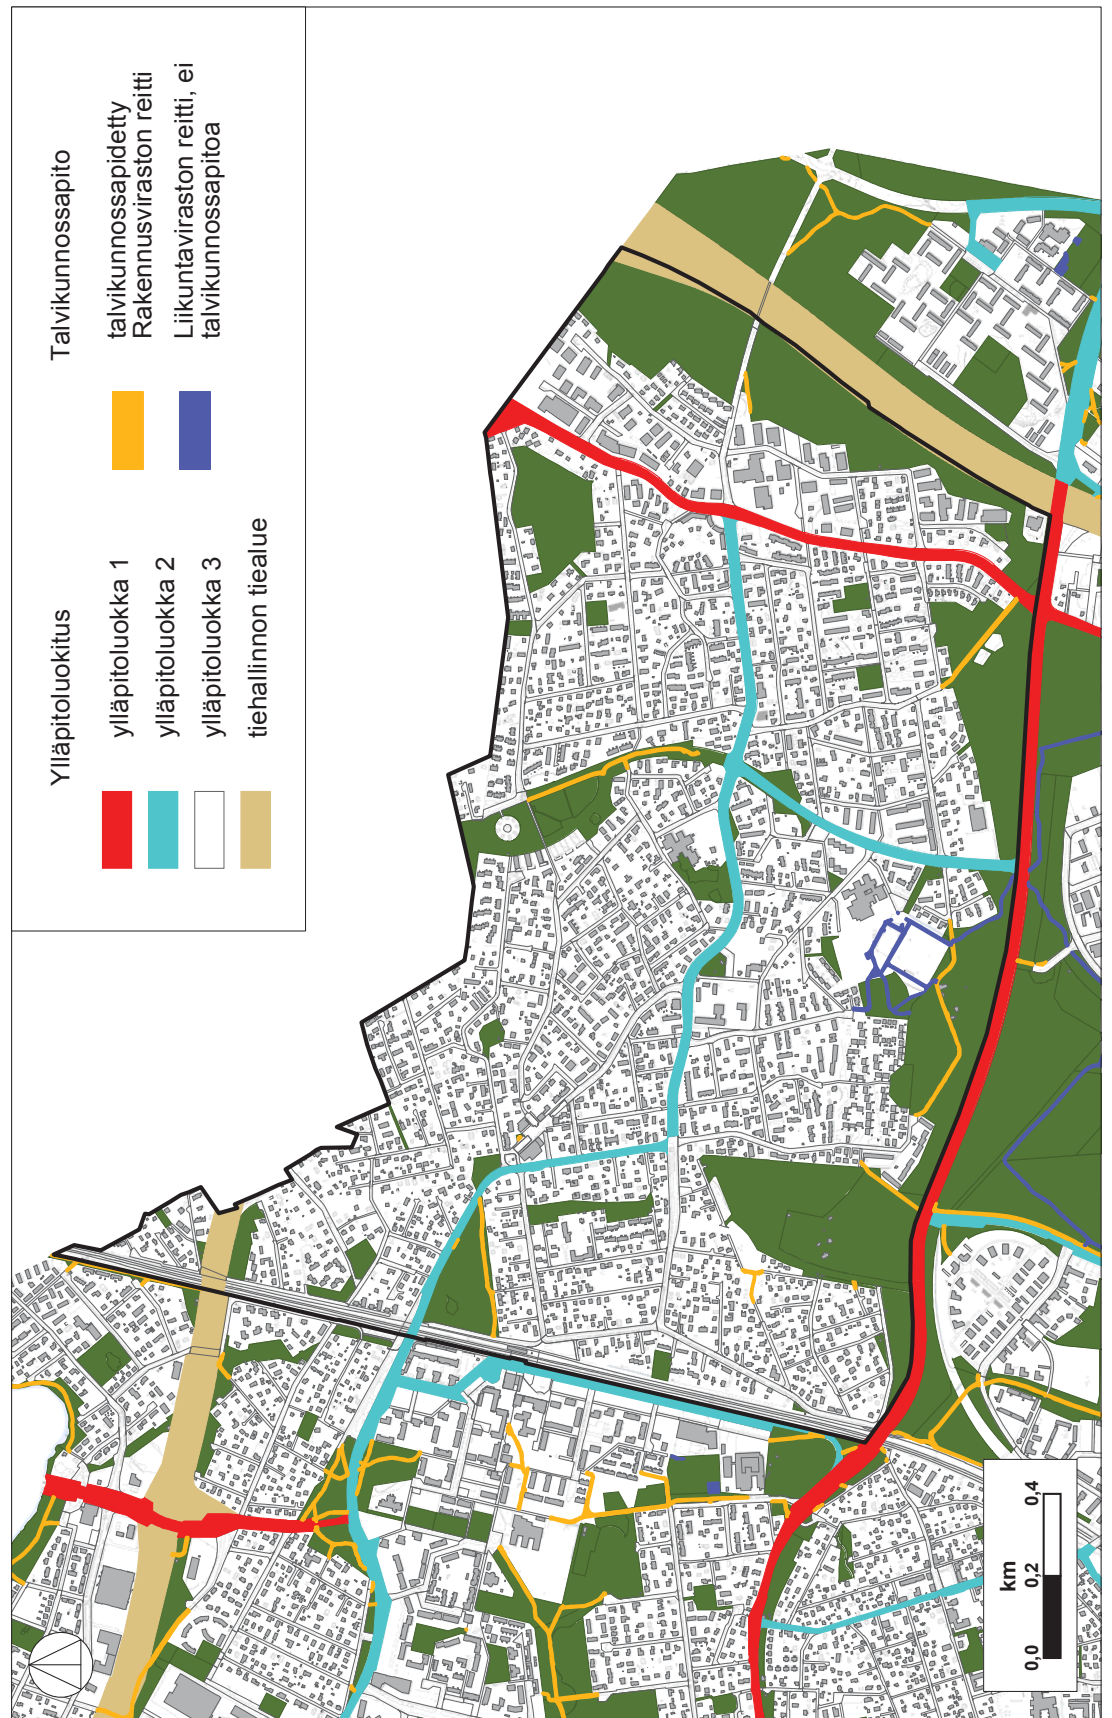 Ylläpitoluokitus
ylläpitoluokka 1
ylläpitoluokka 2
ylläpitoluokka 3
tiehallinnon tiealue
Talvikunnossapito
talvikunnossapidetty
Rakennusviraston reitti
Liikuntaviraston reitti, ei
talvikunnossapitoa
km
0,0 0,2 0,4